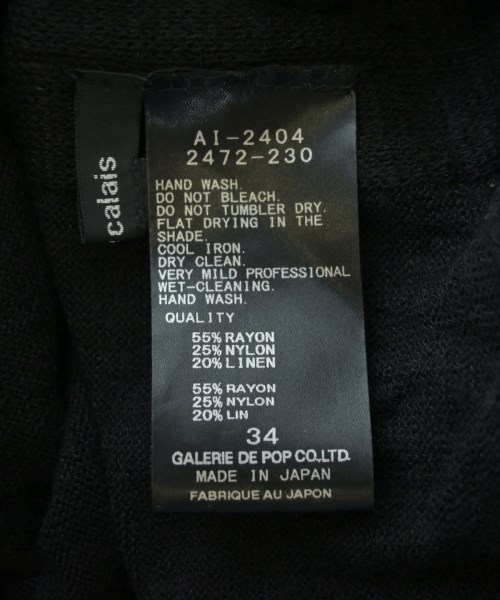 calais
AI-2404
2472-230
HAND WASH.
DO NOT BLEACH.
DO NOT TUMBLER DRY.
FLAT DRYING IN THE
SHADE.
COOL IRON.
DRY CLEAN.
VERY MILD PROFESSIONAL
WET-CLEANING.
HAND WASH.
QUALITY
55% RAYON
25% NYLON
20% LINEN
55% RAYON
25% NYLON
20% LIN
34
GALERIE DE POP CO.LTD.
MADE IN JAPAN
FABRIQUE AU JAPON